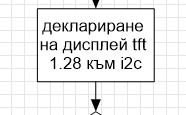 деклариране
на дисплей tft
1.28 към i2c